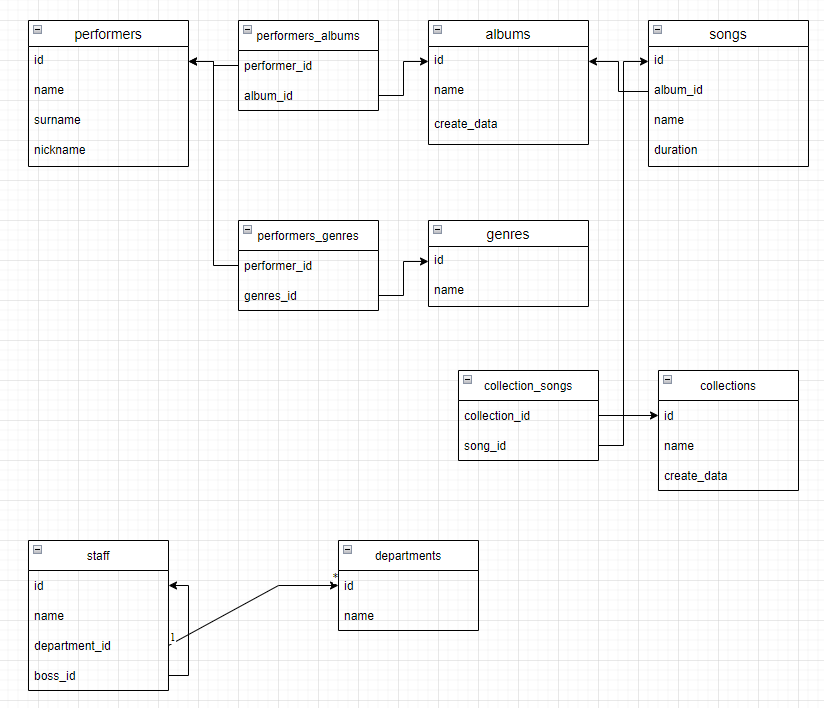 performers
id
name
surname
nickname
performers_albums
performer_id
album_id
albums
id
name
create_data
songs
id
album_id
name
duration
performers_genres
performer_id
genres_id
genres
id
name
collection_songs
collection_id
song_id
collections
id
name
create_data
staff
id
name
department_id
boss_id
1
*
departments
id
name